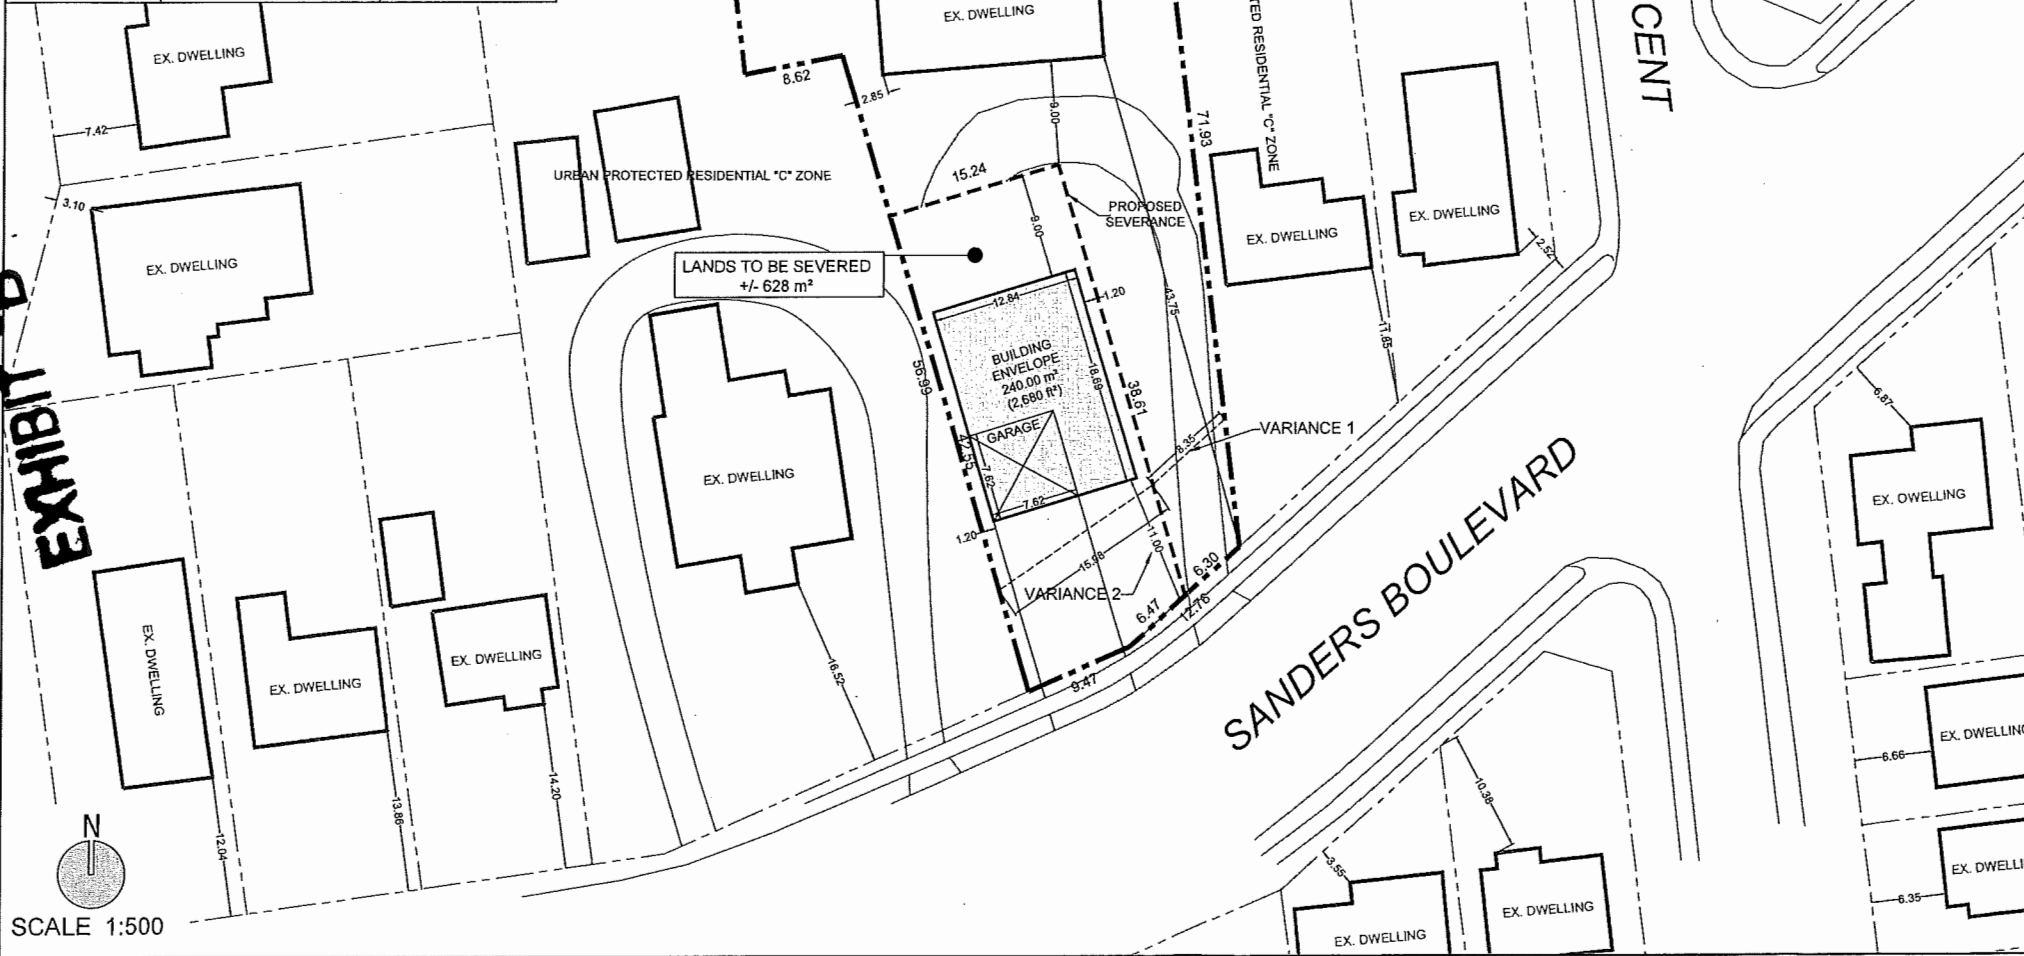 EX. DWELLING
EX. DWELLING
8.62
2.85
9.00
71.93
TED RESIDENTIAL "C" ZONE
CENT
7.42
3.10
URBAN PROTECTED RESIDENTIAL "C" ZONE
15.24
PROPOSED
SEVERANCE
9.00
EX. DWELLING
EX. DWELLING
EX. DWELLING
2.52
LANDS TO BE SEVERED
+/- 628 m²
12.84
1.20
43.75
11.65
BUILDING
ENVELOPE
240.00 m²
(2,680 ft²)
18.69
56.99
38.61
GARAGE
42.55
7.62
7.62
8.35
VARIANCE 1
EXHIBIT
EX. DWELLING
6.87
EX. DWELLING
1.20
15.98
11.00
VARIANCE 2
6.30
6.47
12.76
9.47
SANDERS BOULEVARD
EX. DWELLING
EX. DWELLING
EX. DWELLING
16.52
EX. DWELLING
6.66
10.38
14.20
13.86
12.04
3.55
EX. DWELLI
6.35
EX. DWELLING
EX. DWELLING
N
SCALE 1:500